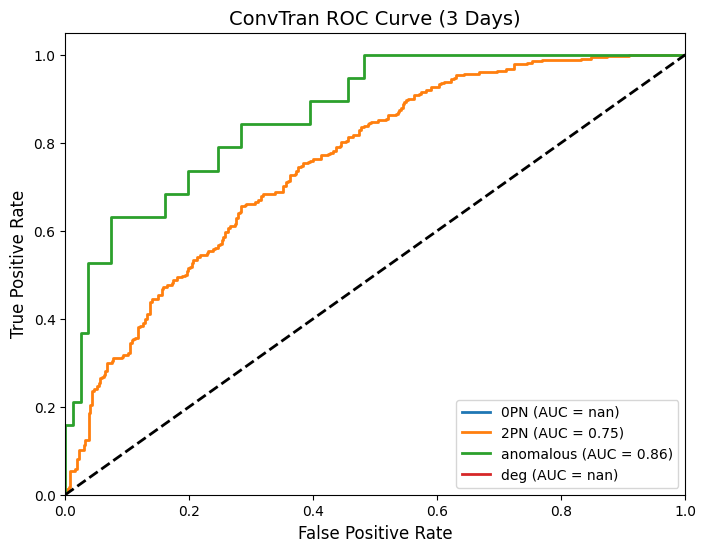 ConvTran ROC Curve (3 Days)
True Positive Rate
1.0
0.8
0.6
0.4
0.2
0.0
0.0 0.2 0.4 0.6 0.8 1.0
False Positive Rate
0PN (AUC = nan)
2PN (AUC = 0.75)
anomalous (AUC = 0.86)
deg (AUC = nan)